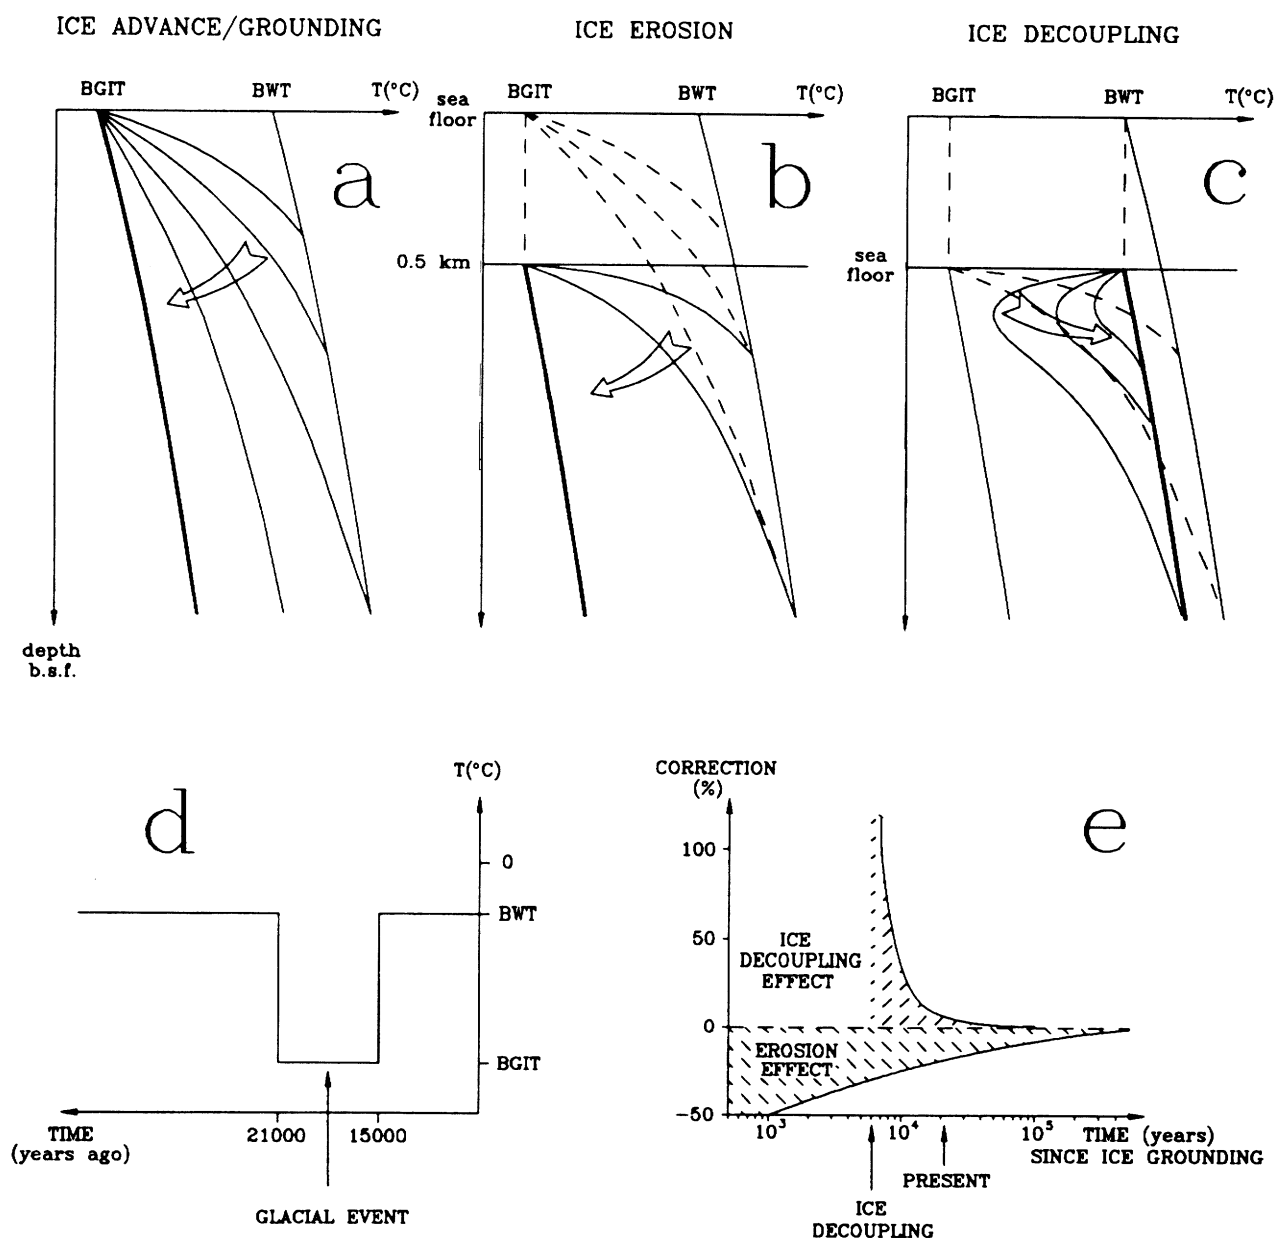 ICE ADVANCE/GROUNDING
ICE EROSION
ICE DECOUPLING
BGIT
BWT
T(°C)
a
depth
b.s.f.
sea
floor
BGIT
BWT
T(°C)
b
0.5 km
BGIT
BWT
T(°C)
c
sea
floor
d
T(°C)
0
BWT
BGIT
TIME
(years ago)
21000
15000
GLACIAL EVENT
CORRECTION
(%)
e
100
50
ICE
DECOUPLING
EFFECT
0
EROSION
EFFECT
-50
10³
10⁴
10⁵
TIME (years)
SINCE ICE GROUNDING
PRESENT
ICE
DECOUPLING